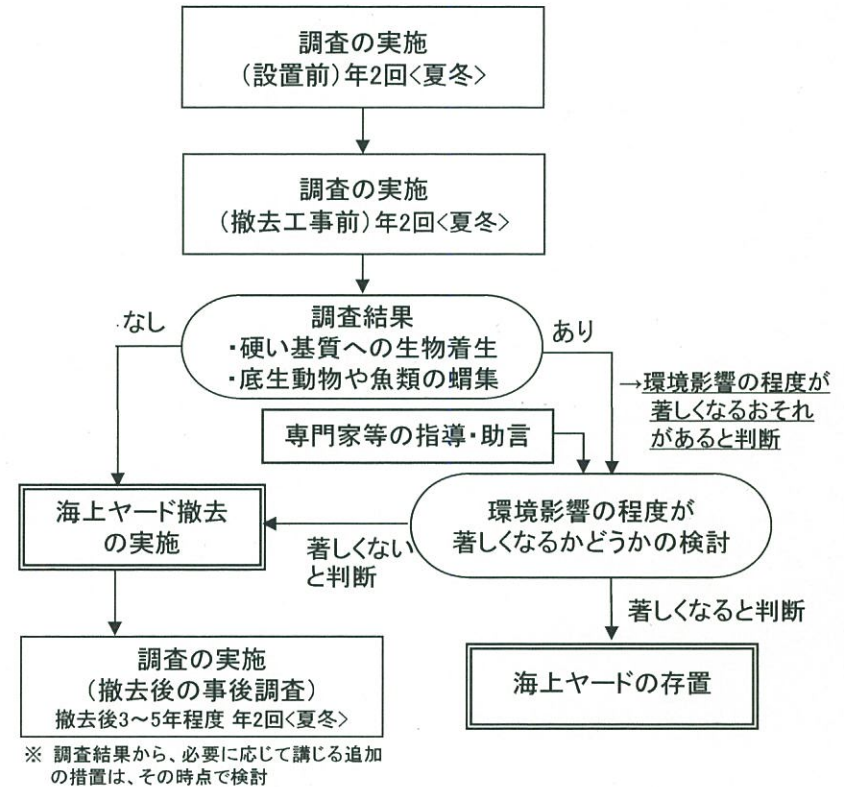 調査の実施
(設置前)年2回<夏冬>
調査の実施
(撤去工事前)年2回<夏冬>
調査結果
・硬い基質への生物着生
・底生動物や魚類の蝟集
なし
あり
→環境影響の程度が
著しくなるおそれ
があると判断
専門家等の指導・助言
環境影響の程度が
著しくなるかどうかの検討
海上ヤード撤去
の実施
著しくない
と判断
著しくなると判断
調査の実施
(撤去後の事後調査)
撤去後3～5年程度 年2回<夏冬>
海上ヤードの存置
※ 調査結果から、必要に応じて講じる追加
の措置は、その時点で検討